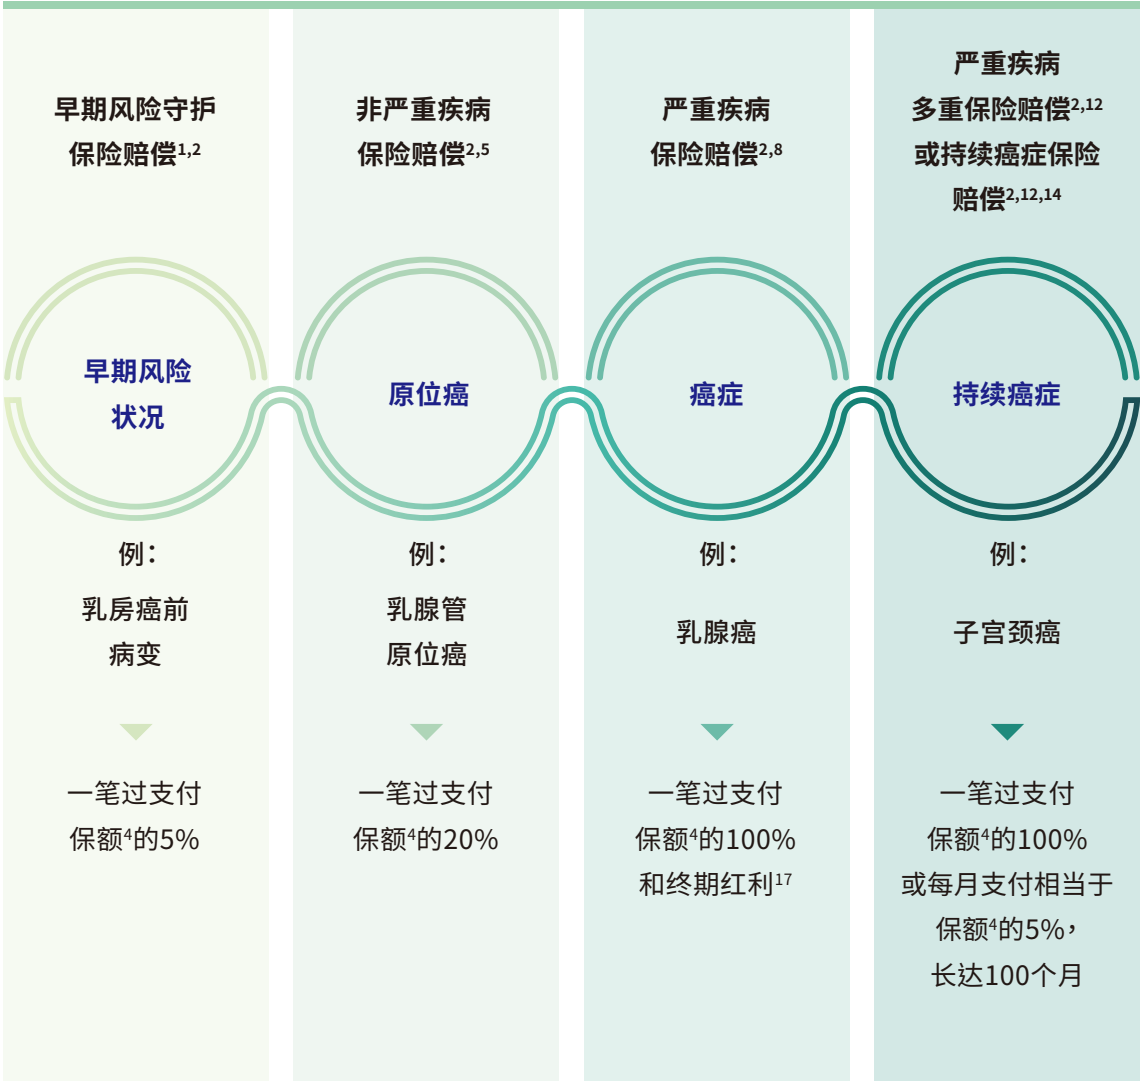 早期风险守护
保险赔偿1,2
早期风险
状况
例：
乳房癌前
病变
一笔过支付
保额4的5%
非严重疾病
保险赔偿2,5
原位癌
例：
乳腺管
原位癌
一笔过支付
保额4的20%
严重疾病
保险赔偿2,8
癌症
例：
乳腺癌
一笔过支付
保额4的100%
和终期红利17
严重疾病
多重保险赔偿2,12
或持续癌症保险
赔偿2,12,14
持续癌症
例：
子宫颈癌
一笔过支付
保额4的100%
或每月支付相当于
保额4的5%，
长达100个月